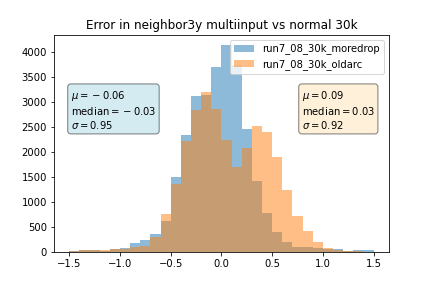 Error in neighbor3y multiinput vs normal 30k
run7_08_30k_moredrop
run7_08_30k_oldarc
μ = −0.06
median = −0.03
σ = 0.95
μ = 0.09
median = 0.03
σ = 0.92
4000
3500
3000
2500
2000
1500
1000
500
0
−1.5 −1.0 −0.5 0.0 0.5 1.0 1.5